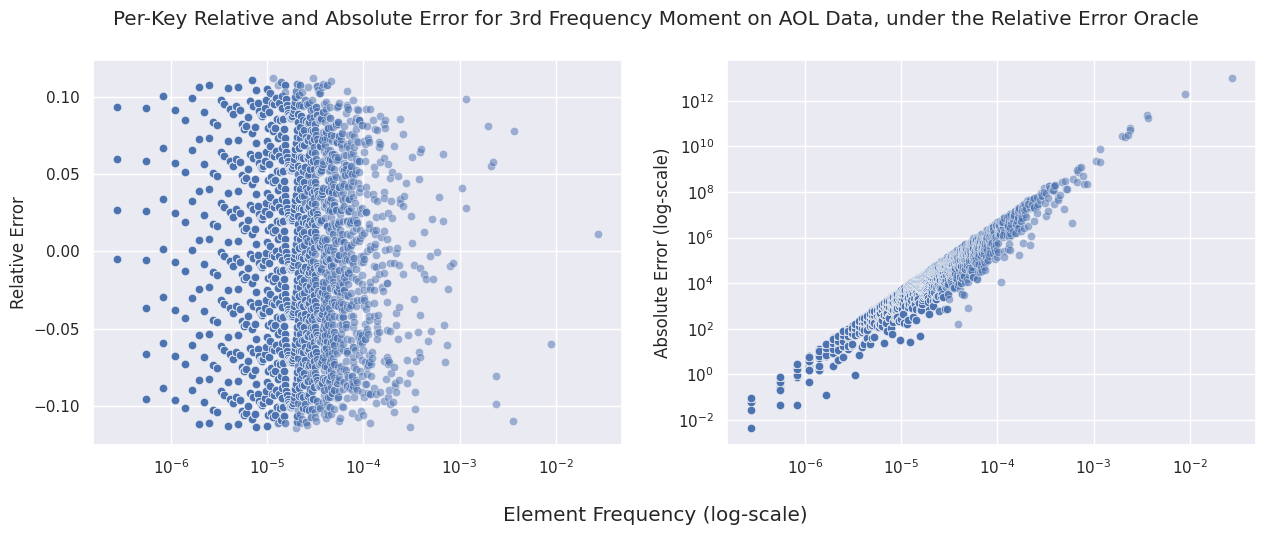 Per-Key Relative and Absolute Error for 3rd Frequency Moment on AOL Data, under the Relative Error Oracle
Relative Error
0.10
0.05
0.00
−0.05
−0.10
10⁻⁶ 10⁻⁵ 10⁻⁴ 10⁻³ 10⁻²
Absolute Error (log-scale)
10¹²
10¹⁰
10⁸
10⁶
10⁴
10²
10⁰
10⁻²
10⁻⁶ 10⁻⁵ 10⁻⁴ 10⁻³ 10⁻²
Element Frequency (log-scale)